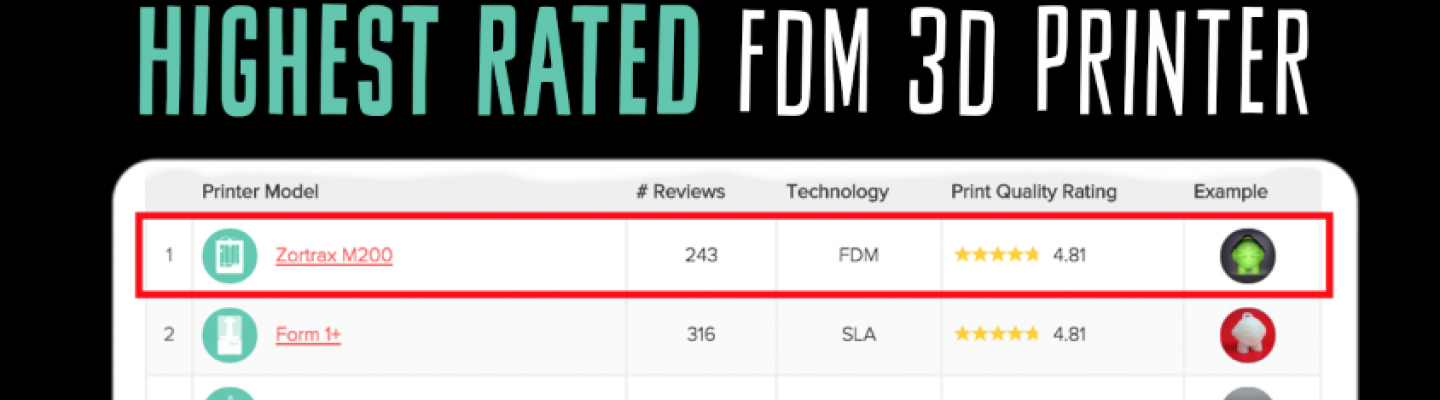 HIGHEST RATED FDM 3D PRINTER
Printer Model # Reviews Technology Print Quality Rating Example
1 Zortrax M200 243 FDM 4.81
2 Form 1+ 316 SLA 4.81